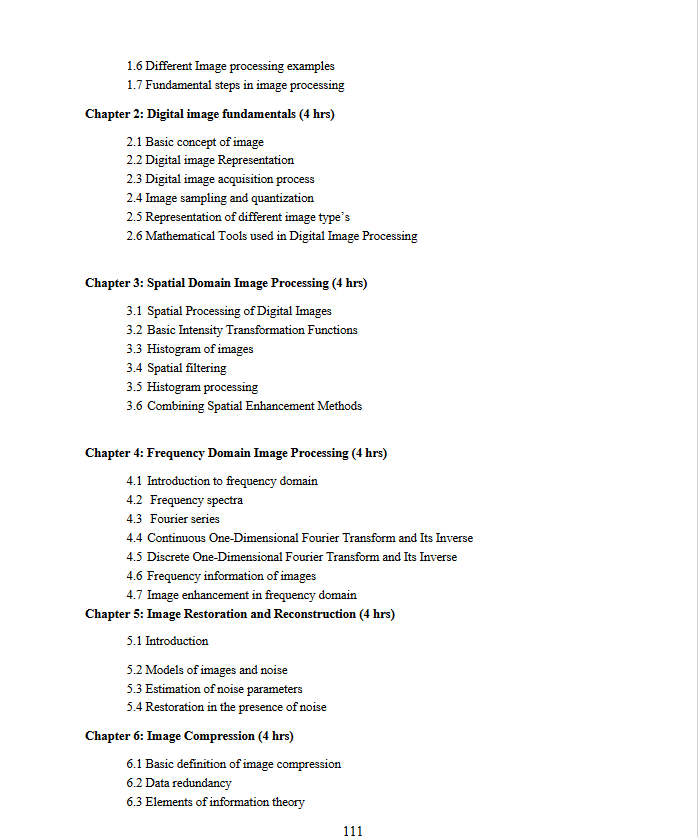 1.6 Different Image processing examples
1.7 Fundamental steps in image processing
Chapter 2: Digital image fundamentals (4 hrs)
2.1 Basic concept of image
2.2 Digital image Representation
2.3 Digital image acquisition process
2.4 Image sampling and quantization
2.5 Representation of different image type’s
2.6 Mathematical Tools used in Digital Image Processing
Chapter 3: Spatial Domain Image Processing (4 hrs)
3.1 Spatial Processing of Digital Images
3.2 Basic Intensity Transformation Functions
3.3 Histogram of images
3.4 Spatial filtering
3.5 Histogram processing
3.6 Combining Spatial Enhancement Methods
Chapter 4: Frequency Domain Image Processing (4 hrs)
4.1 Introduction to frequency domain
4.2 Frequency spectra
4.3 Fourier series
4.4 Continuous One-Dimensional Fourier Transform and Its Inverse
4.5 Discrete One-Dimensional Fourier Transform and Its Inverse
4.6 Frequency information of images
4.7 Image enhancement in frequency domain
Chapter 5: Image Restoration and Reconstruction (4 hrs)
5.1 Introduction
5.2 Models of images and noise
5.3 Estimation of noise parameters
5.4 Restoration in the presence of noise
Chapter 6: Image Compression (4 hrs)
6.1 Basic definition of image compression
6.2 Data redundancy
6.3 Elements of information theory
111